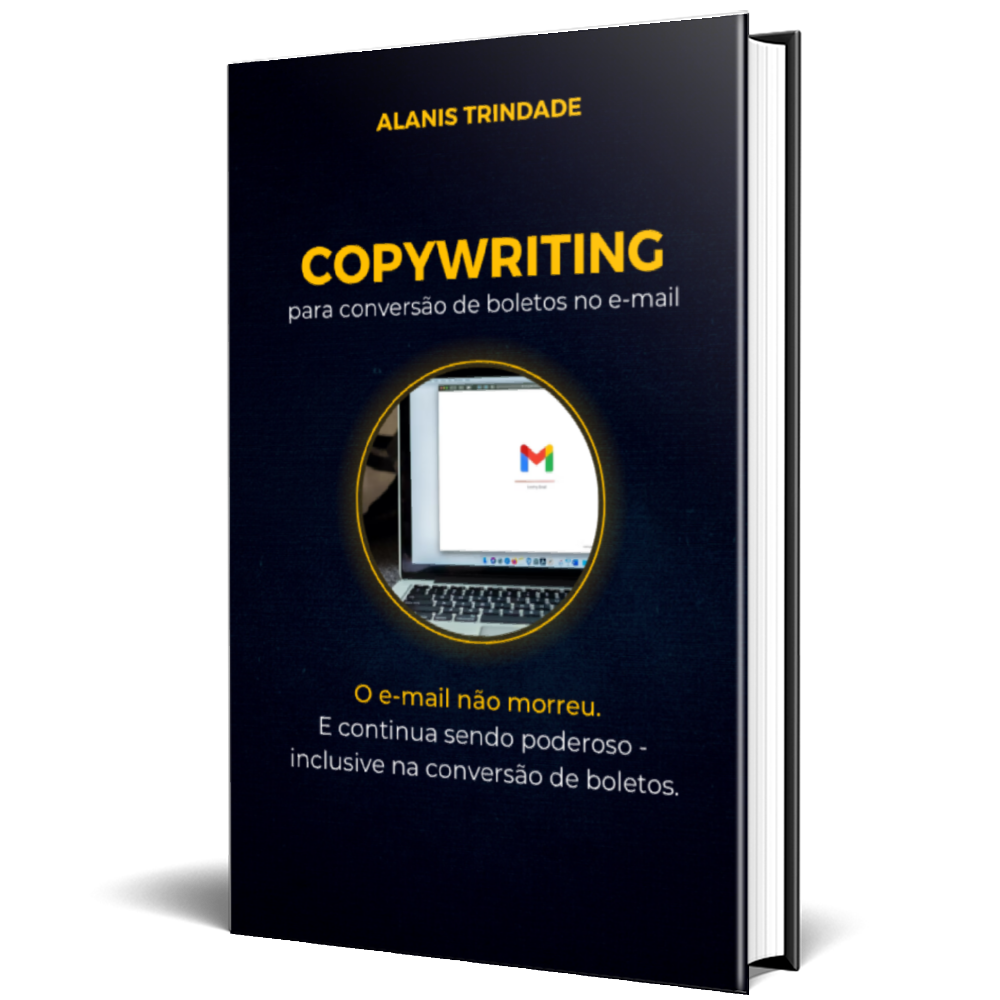 ALANIS TRINDADE
COPYWRITING
para conversão de boletos no e-mail
O e-mail não morreu.
E continua sendo poderoso -
inclusive na conversão de boletos.